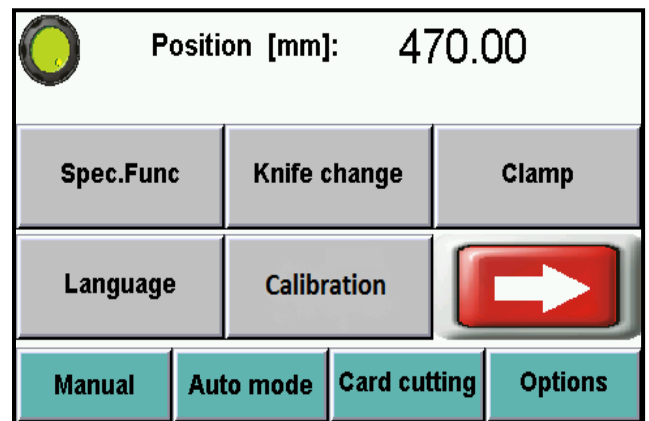 Position [mm]: 470.00
Spec.Func Knife change Clamp
Language Calibration
Manual Auto mode Card cutting Options